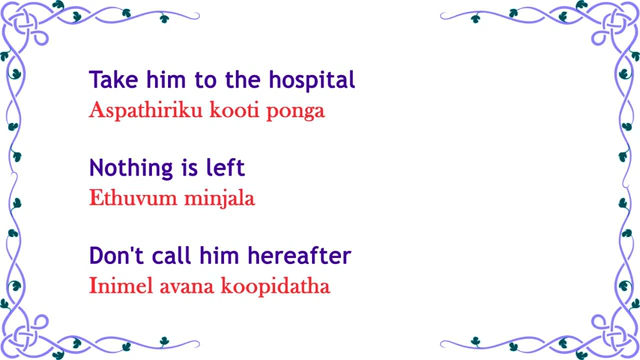 Take him to the hospital
Aspathiriku kooti ponga
Nothing is left
Ethuvum minjala
Don't call him hereafter
Inimel avana koopidatha